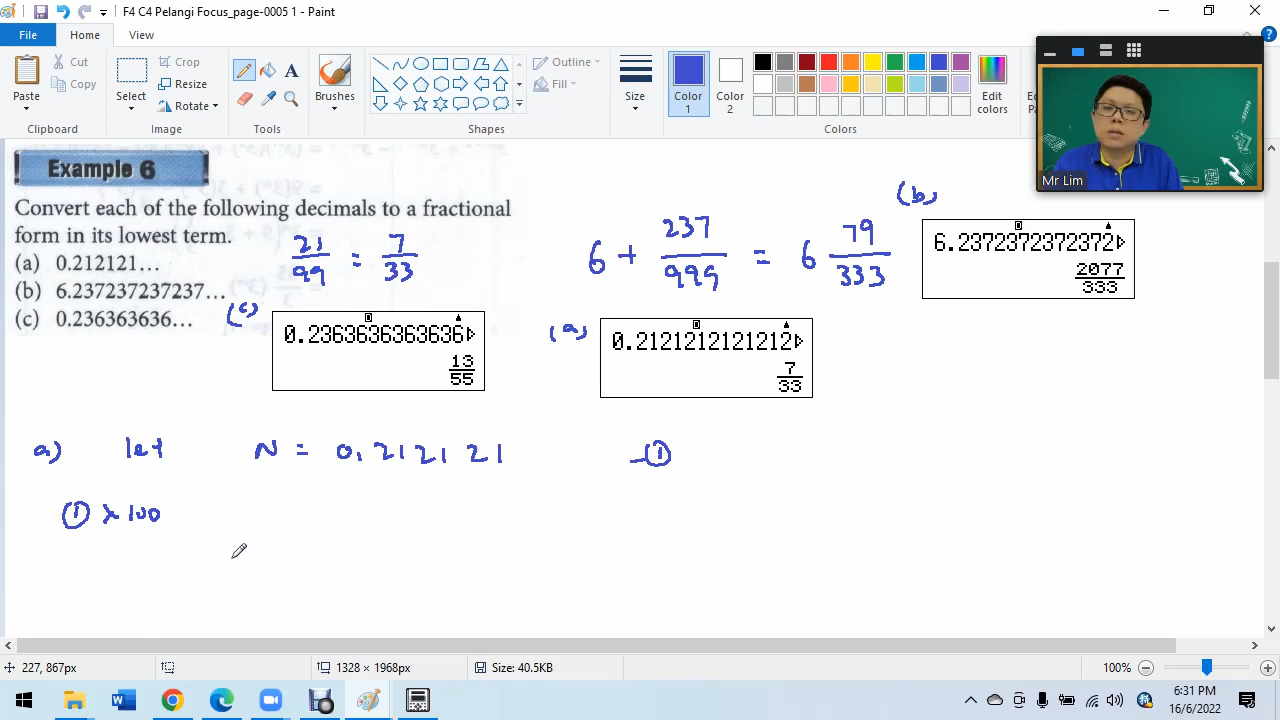 F4 C4 Pelangi Focus_page-0005 1 - Paint
File Home View
Paste Cut Copy Select Crop Resize Rotate Brushes Outline Fill Size Color 1 Color 2 Edit colors
Clipboard Image Tools Shapes Colors
Mr Lim
Example 6
Convert each of the following decimals to a fractional
form in its lowest term.
(a) 0.212121...
(b) 6.237237237237...
(c) 0.236363636...
21/99 = 7/33
6 + 237/999 = 6 79/333
(b)
6.2372372372372
2077/333
(c)
0.2363636363636
13/55
(a)
0.2121212121212
7/33
a) let N = 0.212121 —①
① × 100
227, 867px 1328 × 1968px Size: 40.5KB 100%
6:31 PM
16/6/2022